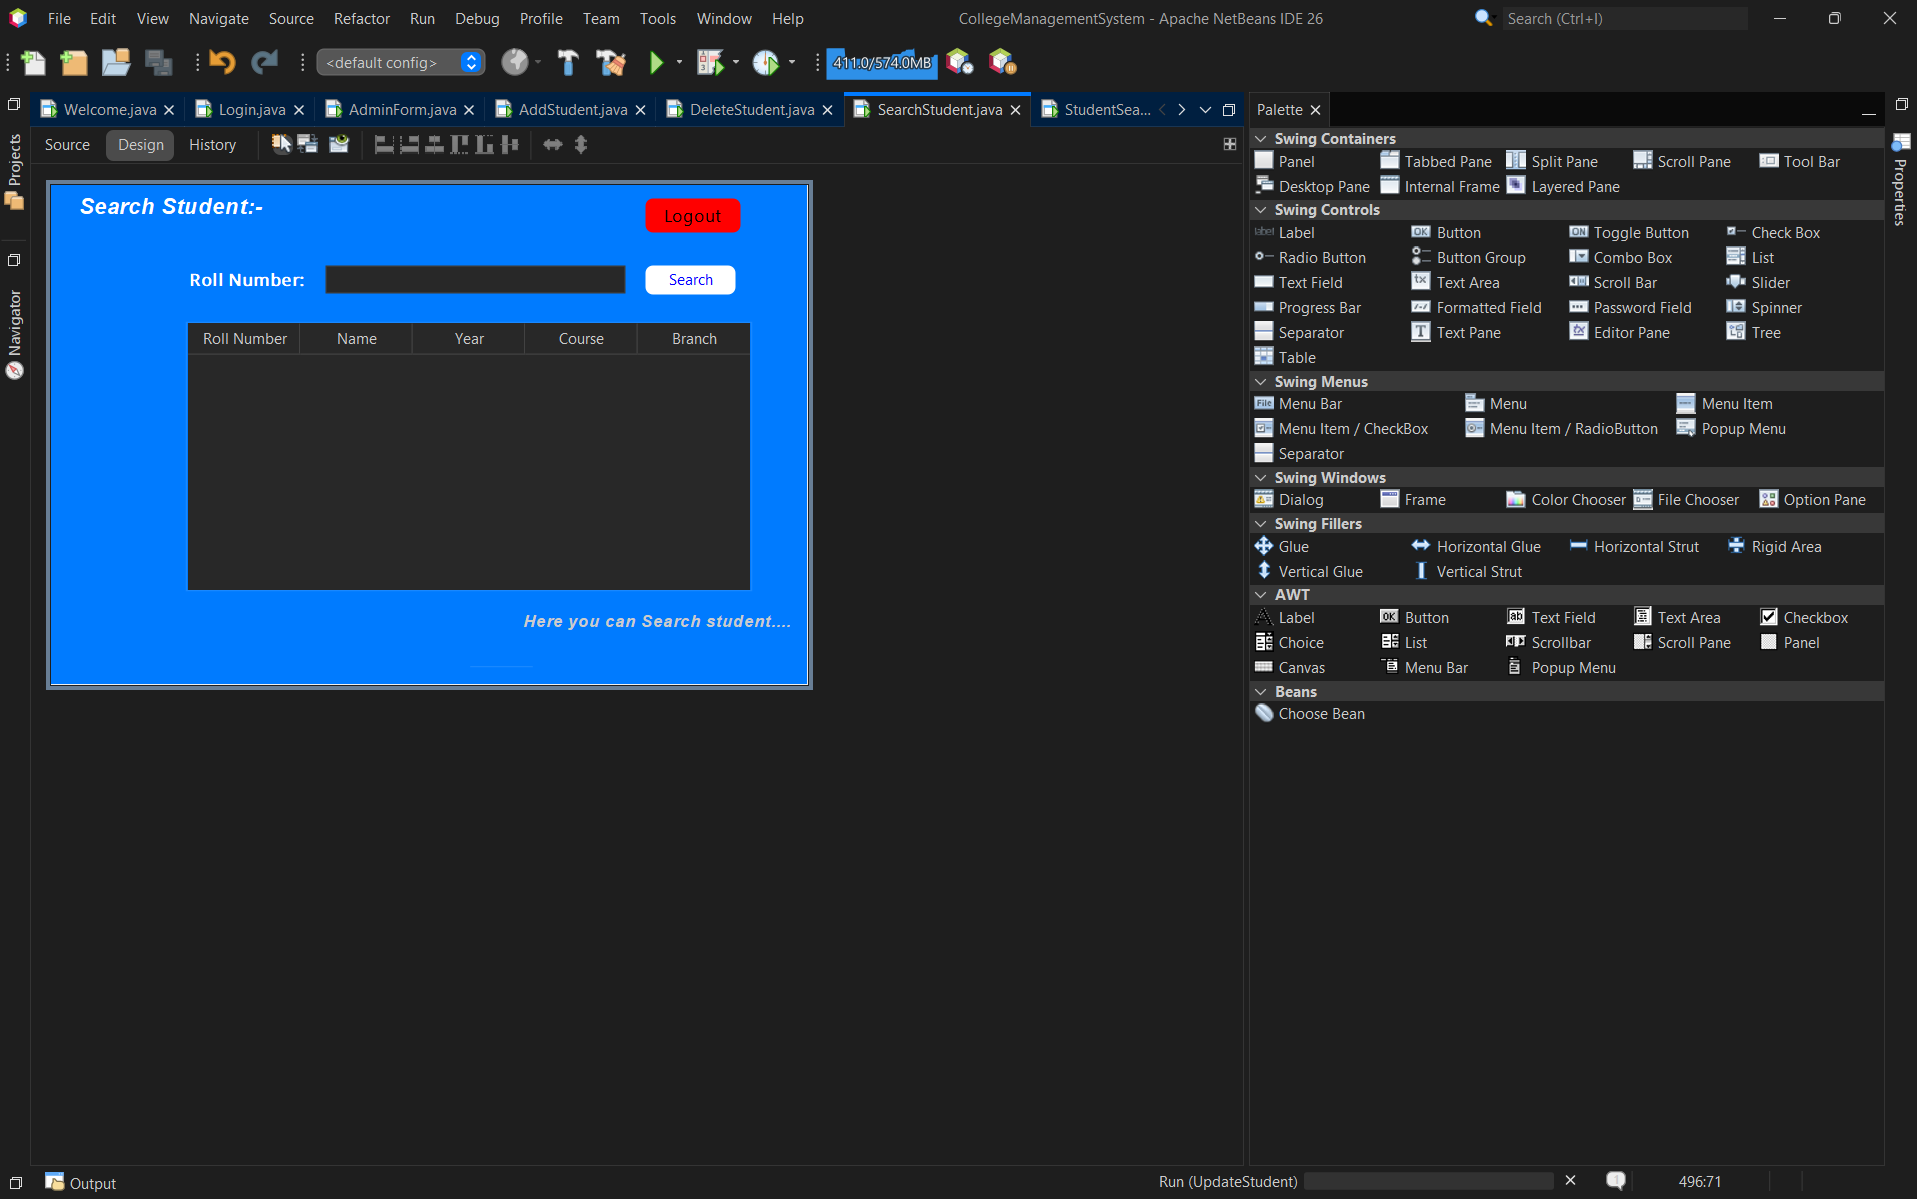 File Edit View Navigate Source Refactor Run Debug Profile Team Tools Window Help CollegeManagementSystem - Apache NetBeans IDE 26 Search (Ctrl+I)
<default config> 411.0/574.0MB
Welcome.java Login.java AdminForm.java AddStudent.java DeleteStudent.java SearchStudent.java StudentSea... Palette
Source Design History
Projects
Navigator
Properties
Search Student:-
Logout
Roll Number: Search
Roll Number Name Year Course Branch
Here you can Search student....
Swing Containers
Panel Tabbed Pane Split Pane Scroll Pane Tool Bar
Desktop Pane Internal Frame Layered Pane
Swing Controls
label Label OK Button ON Toggle Button Check Box
Radio Button Button Group Combo Box List
Text Field tx Text Area Scroll Bar Slider
Progress Bar Formatted Field Password Field Spinner
Separator T Text Pane Editor Pane Tree
Table
Swing Menus
File Menu Bar Menu Menu Item
Menu Item / CheckBox Menu Item / RadioButton Popup Menu
Separator
Swing Windows
Dialog Frame Color Chooser File Chooser Option Pane
Swing Fillers
Glue Horizontal Glue Horizontal Strut Rigid Area
Vertical Glue Vertical Strut
AWT
A Label OK Button ab Text Field Text Area Checkbox
Choice List Scrollbar Scroll Pane Panel
Canvas Menu Bar Popup Menu
Beans
Choose Bean
Output Run (UpdateStudent) 1 496:71